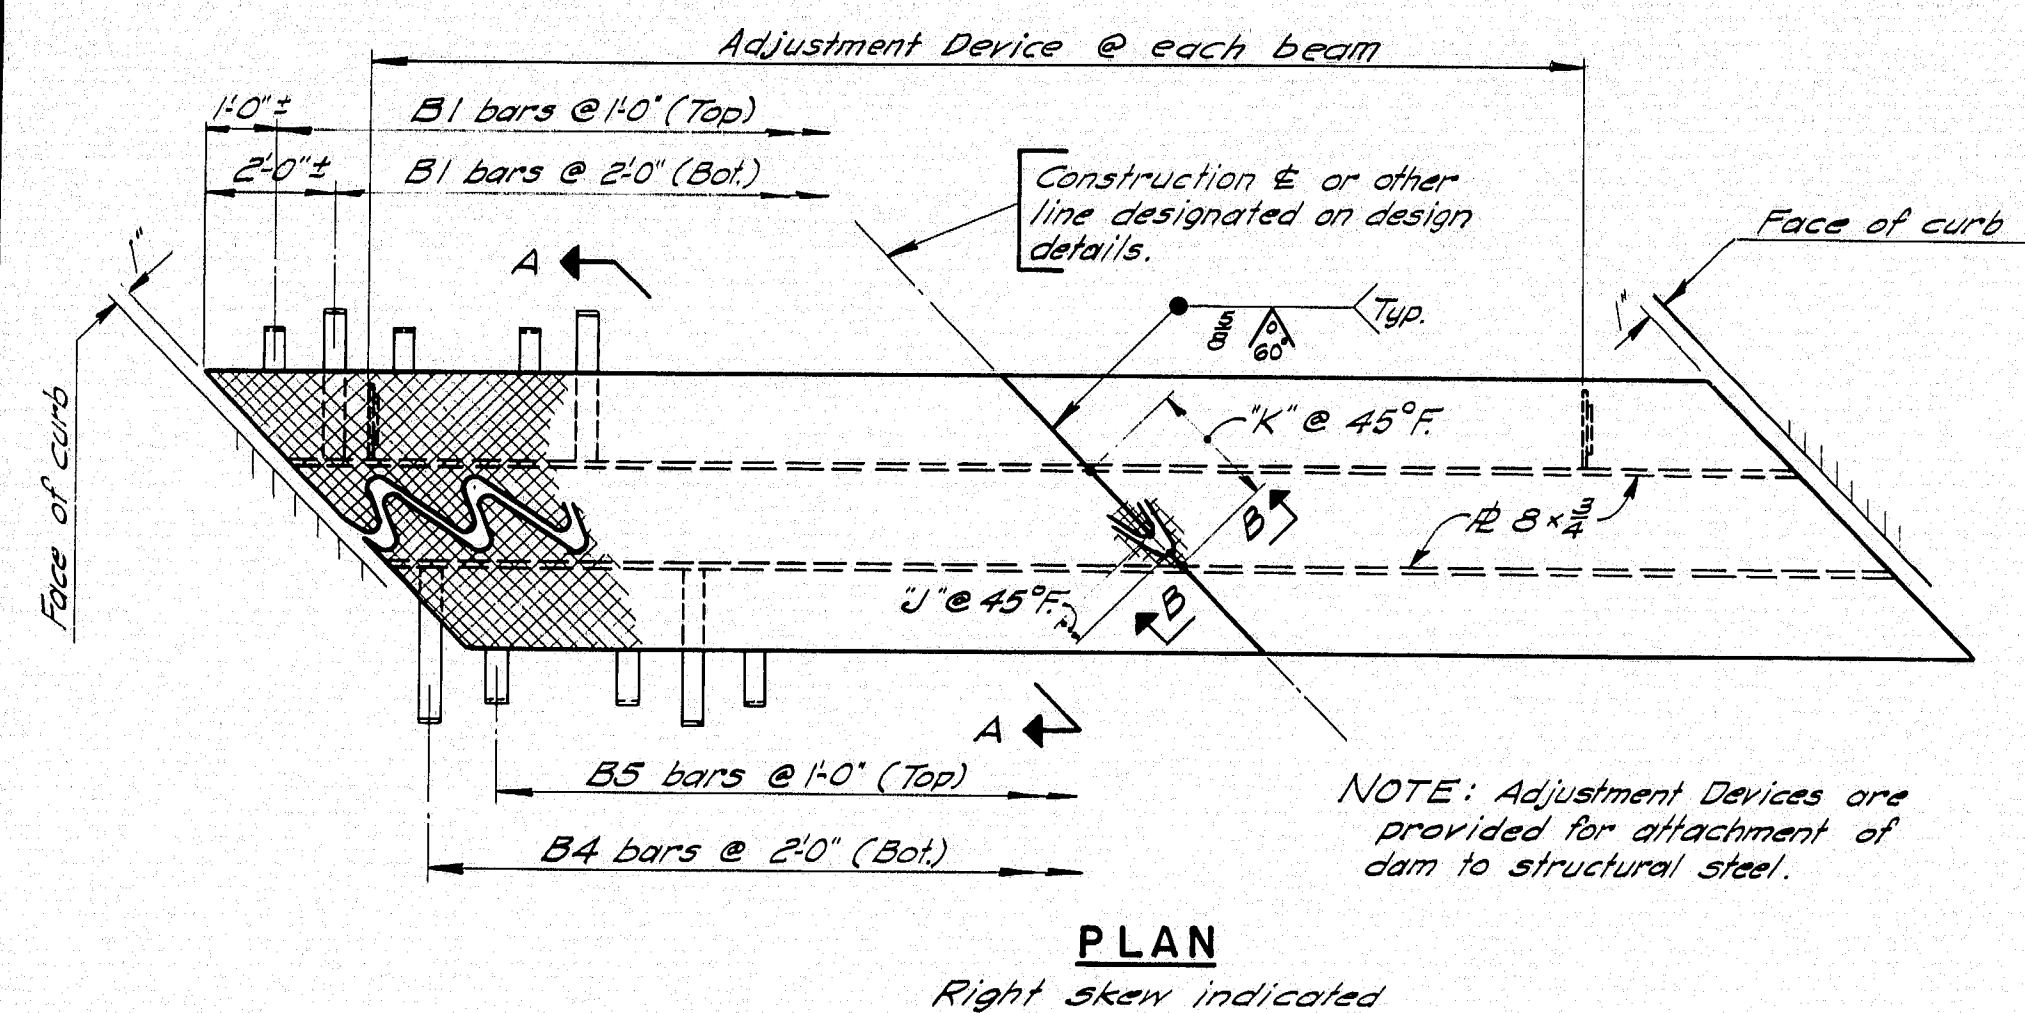 Adjustment Device @ each beam
1'-0" ±
B1 bars @ 1'-0" (Top)
2'-0" ±
B1 bars @ 2'-0" (Bot.)
Construction ℄ or other
line designated on design
details.
Face of curb
1"
A
1"
5/8
0
60°
Typ.
Face of curb
"K" @ 45°F.
B
℄ 8 x 3/4
"J" @ 45°F.
B
A
B5 bars @ 1'-0" (Top)
B4 bars @ 2'-0" (Bot.)
NOTE: Adjustment Devices are
provided for attachment of
dam to structural steel.
PLAN
Right skew indicated